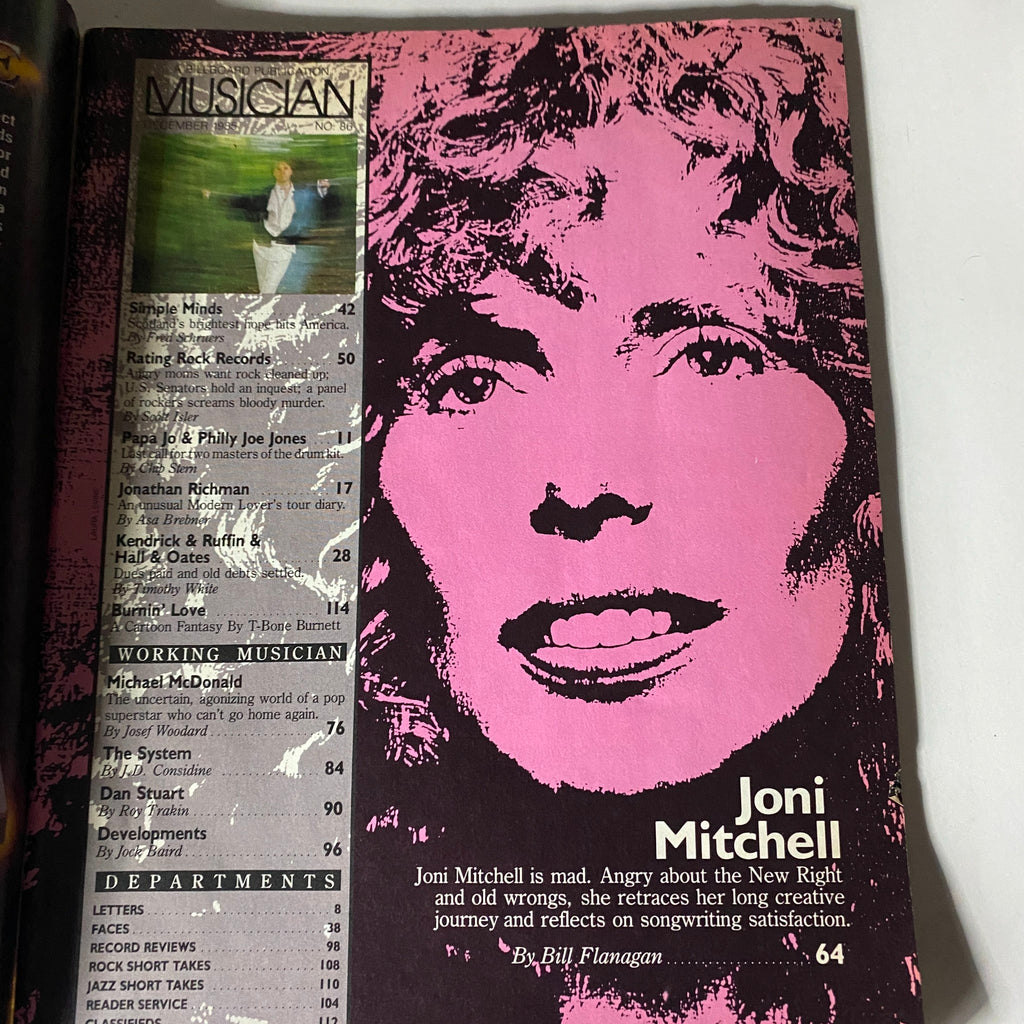 A BILLBOARD PUBLICATION
MUSICIAN
DECEMBER 1985 NO. 86
Simple Minds 42
Scotland's brightest hope hits America.
By Fred Schruers
Rating Rock Records 50
Angry moms want rock cleaned up;
U.S. Senators hold an inquest; a panel
of rockers screams bloody murder.
By Scott Isler
Papa Jo & Philly Joe Jones ... 11
Last call for two masters of the drum kit.
By Chip Stern
Jonathan Richman ........ 17
An unusual Modern Lover's tour diary.
By Asa Brebner
Kendrick & Ruffin &
Hall & Oates ........ 28
Dues paid and old debts settled.
By Timothy White
Burnin' Love ........ 114
A Cartoon Fantasy By T-Bone Burnett
WORKING MUSICIAN
Michael McDonald
The uncertain, agonizing world of a pop
superstar who can't go home again.
By Josef Woodard ........ 76
The System
By J.D. Considine ........ 84
Dan Stuart
By Roy Trakin ........ 90
Developments
By Jock Baird ........ 96
DEPARTMENTS
LETTERS ........ 8
FACES ........ 38
RECORD REVIEWS ........ 98
ROCK SHORT TAKES ........ 108
JAZZ SHORT TAKES ........ 110
READER SERVICE ........ 104
CLASSIFIEDS ........ 112
LAURA LEVINE
Joni
Mitchell
Joni Mitchell is mad. Angry about the New Right
and old wrongs, she retraces her long creative
journey and reflects on songwriting satisfaction.
By Bill Flanagan ........ 64